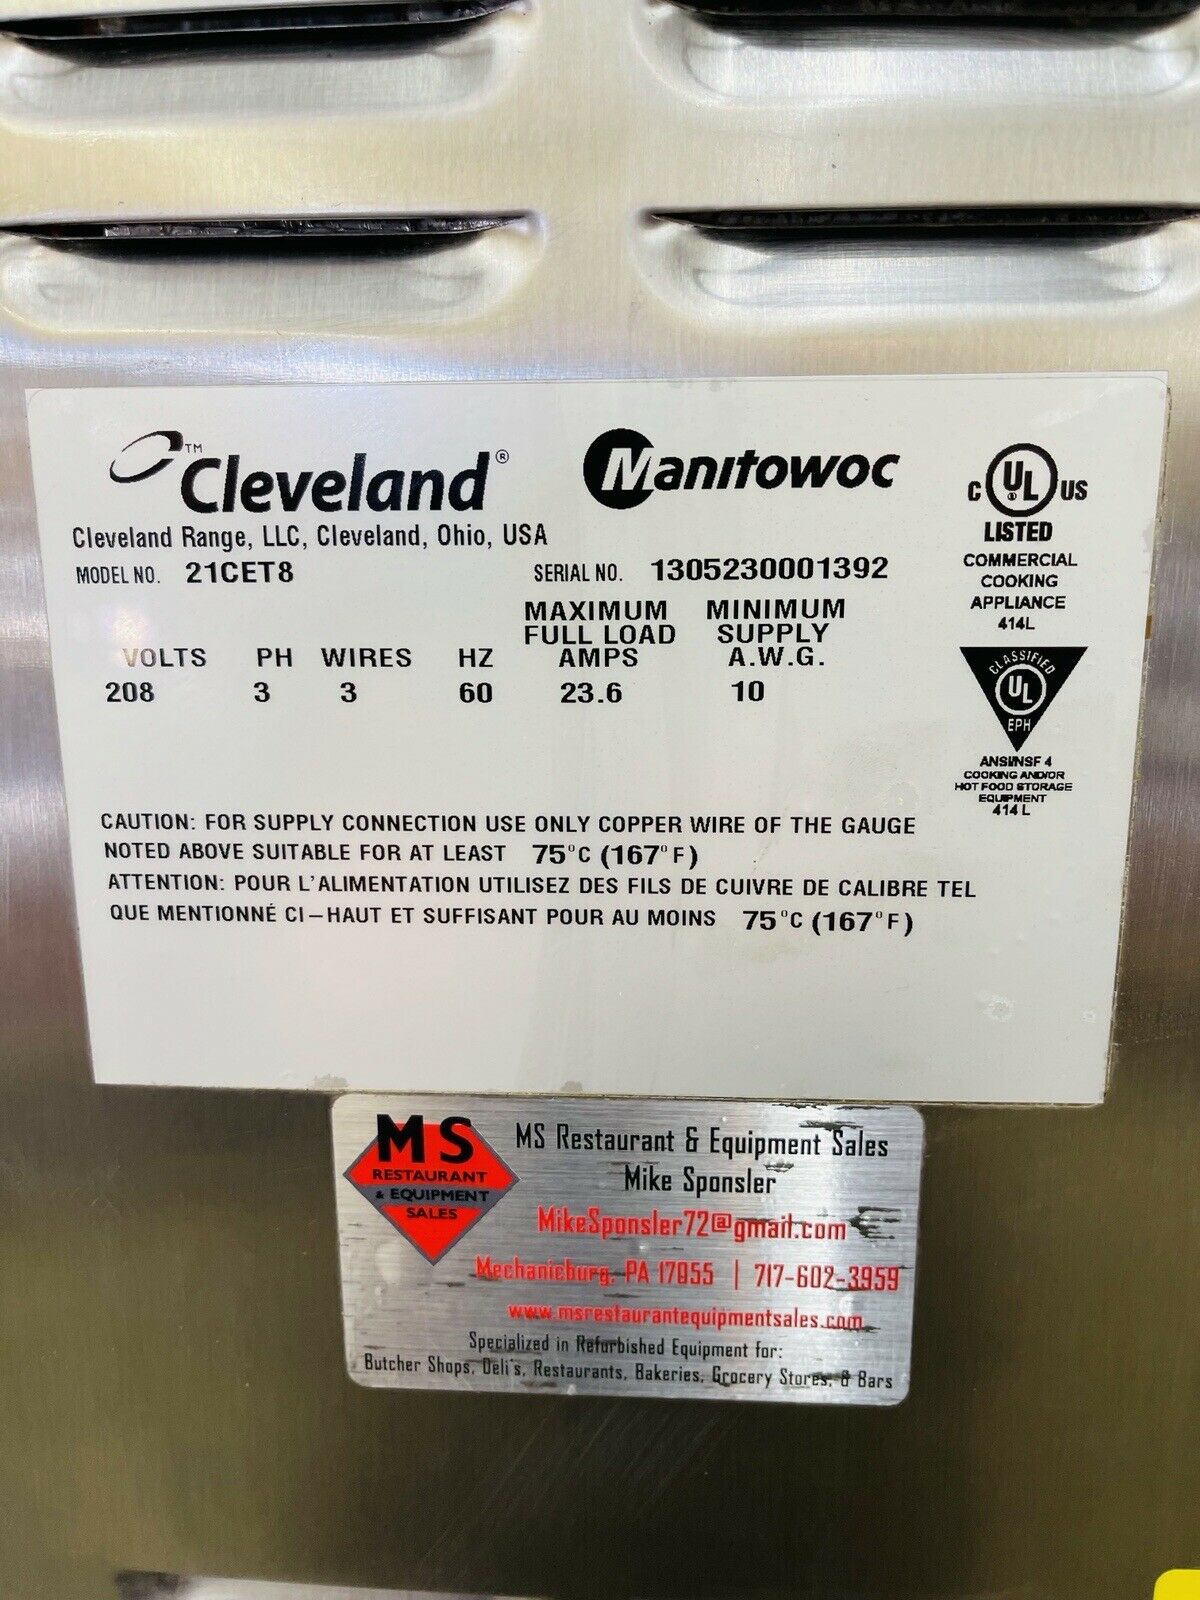 ™Cleveland®
Manitowoc
C UL® US
LISTED
COMMERCIAL
COOKING
APPLIANCE
414L
Cleveland Range, LLC, Cleveland, Ohio, USA
MODEL NO. 21CET8
SERIAL NO. 1305230001392
MAXIMUM FULL LOAD AMPS
MINIMUM SUPPLY A.W.G.
VOLTS PH WIRES HZ
208 3 3 60 23.6 10
CLASSIFIED
UL
EPH
ANSI/NSF 4
COOKING AND/OR
HOT FOOD STORAGE
EQUIPMENT
414 L
CAUTION: FOR SUPPLY CONNECTION USE ONLY COPPER WIRE OF THE GAUGE
NOTED ABOVE SUITABLE FOR AT LEAST 75°C (167°F)
ATTENTION: POUR L'ALIMENTATION UTILISEZ DES FILS DE CUIVRE DE CALIBRE TEL
QUE MENTIONNÉ CI-HAUT ET SUFFISANT POUR AU MOINS 75°C (167°F)
MS
RESTAURANT
& EQUIPMENT
SALES
MS Restaurant & Equipment Sales
Mike Sponsler
MikeSponsler72@gmail.com
Mechanicburg, PA 17055 | 717-602-3959
www.msrestaurantequipmentsales.com
Specialized in Refurbished Equipment for:
Butcher Shops, Deli's, Restaurants, Bakeries, Grocery Stores, & Bars